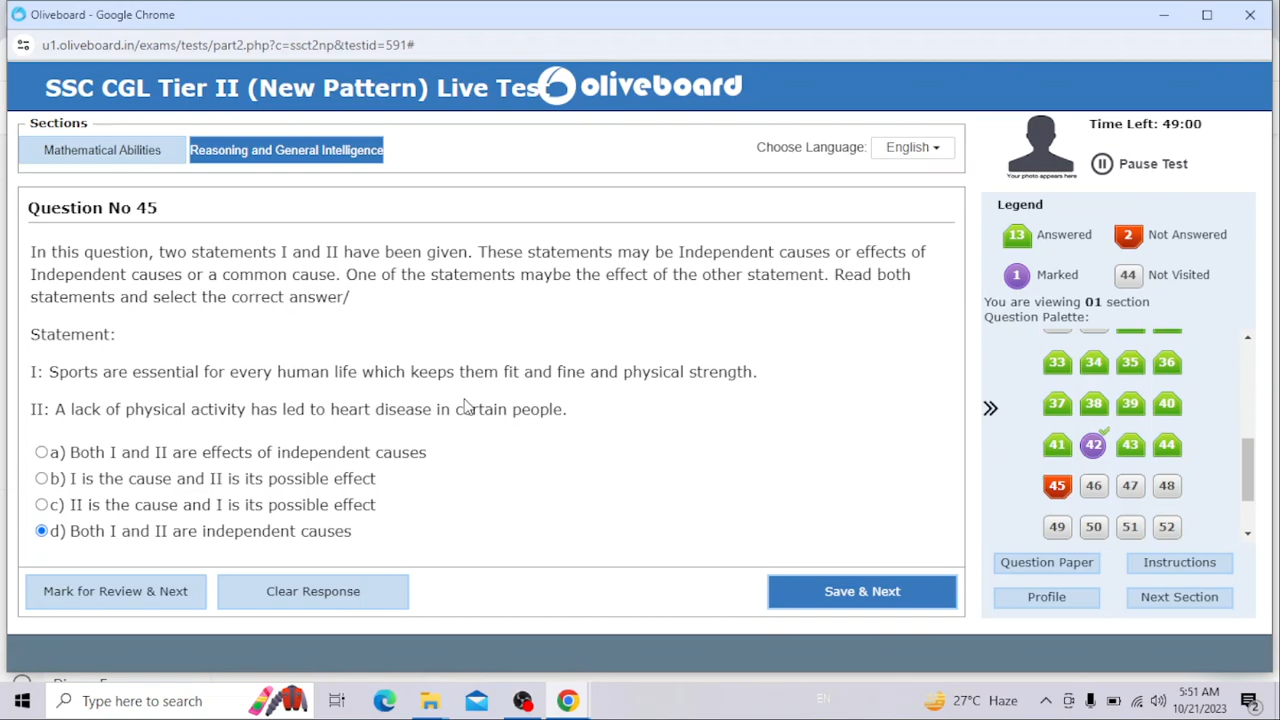 Oliveboard - Google Chrome
u1.oliveboard.in/exams/tests/part2.php?c=ssct2np&testid=591#
SSC CGL Tier II (New Pattern) Live Tes
oliveboard
Sections
Mathematical Abilities
Reasoning and General Intelligence
Choose Language:
English
Your photo appears here
Time Left: 49:00
Pause Test
Question No 45
In this question, two statements I and II have been given. These statements may be Independent causes or effects of
Independent causes or a common cause. One of the statements maybe the effect of the other statement. Read both
statements and select the correct answer/
Statement:
I: Sports are essential for every human life which keeps them fit and fine and physical strength.
II: A lack of physical activity has led to heart disease in certain people.
a) Both I and II are effects of independent causes
b) I is the cause and II is its possible effect
c) II is the cause and I is its possible effect
d) Both I and II are independent causes
Mark for Review & Next
Clear Response
Save & Next
Legend
13 Answered
2 Not Answered
1 Marked
44 Not Visited
You are viewing 01 section
Question Palette:
33 34 35 36
37 38 39 40
41 42 43 44
45 46 47 48
49 50 51 52
Question Paper
Instructions
Profile
Next Section
Type here to search
EN
27°C Haze
5:51 AM
10/21/2023
2